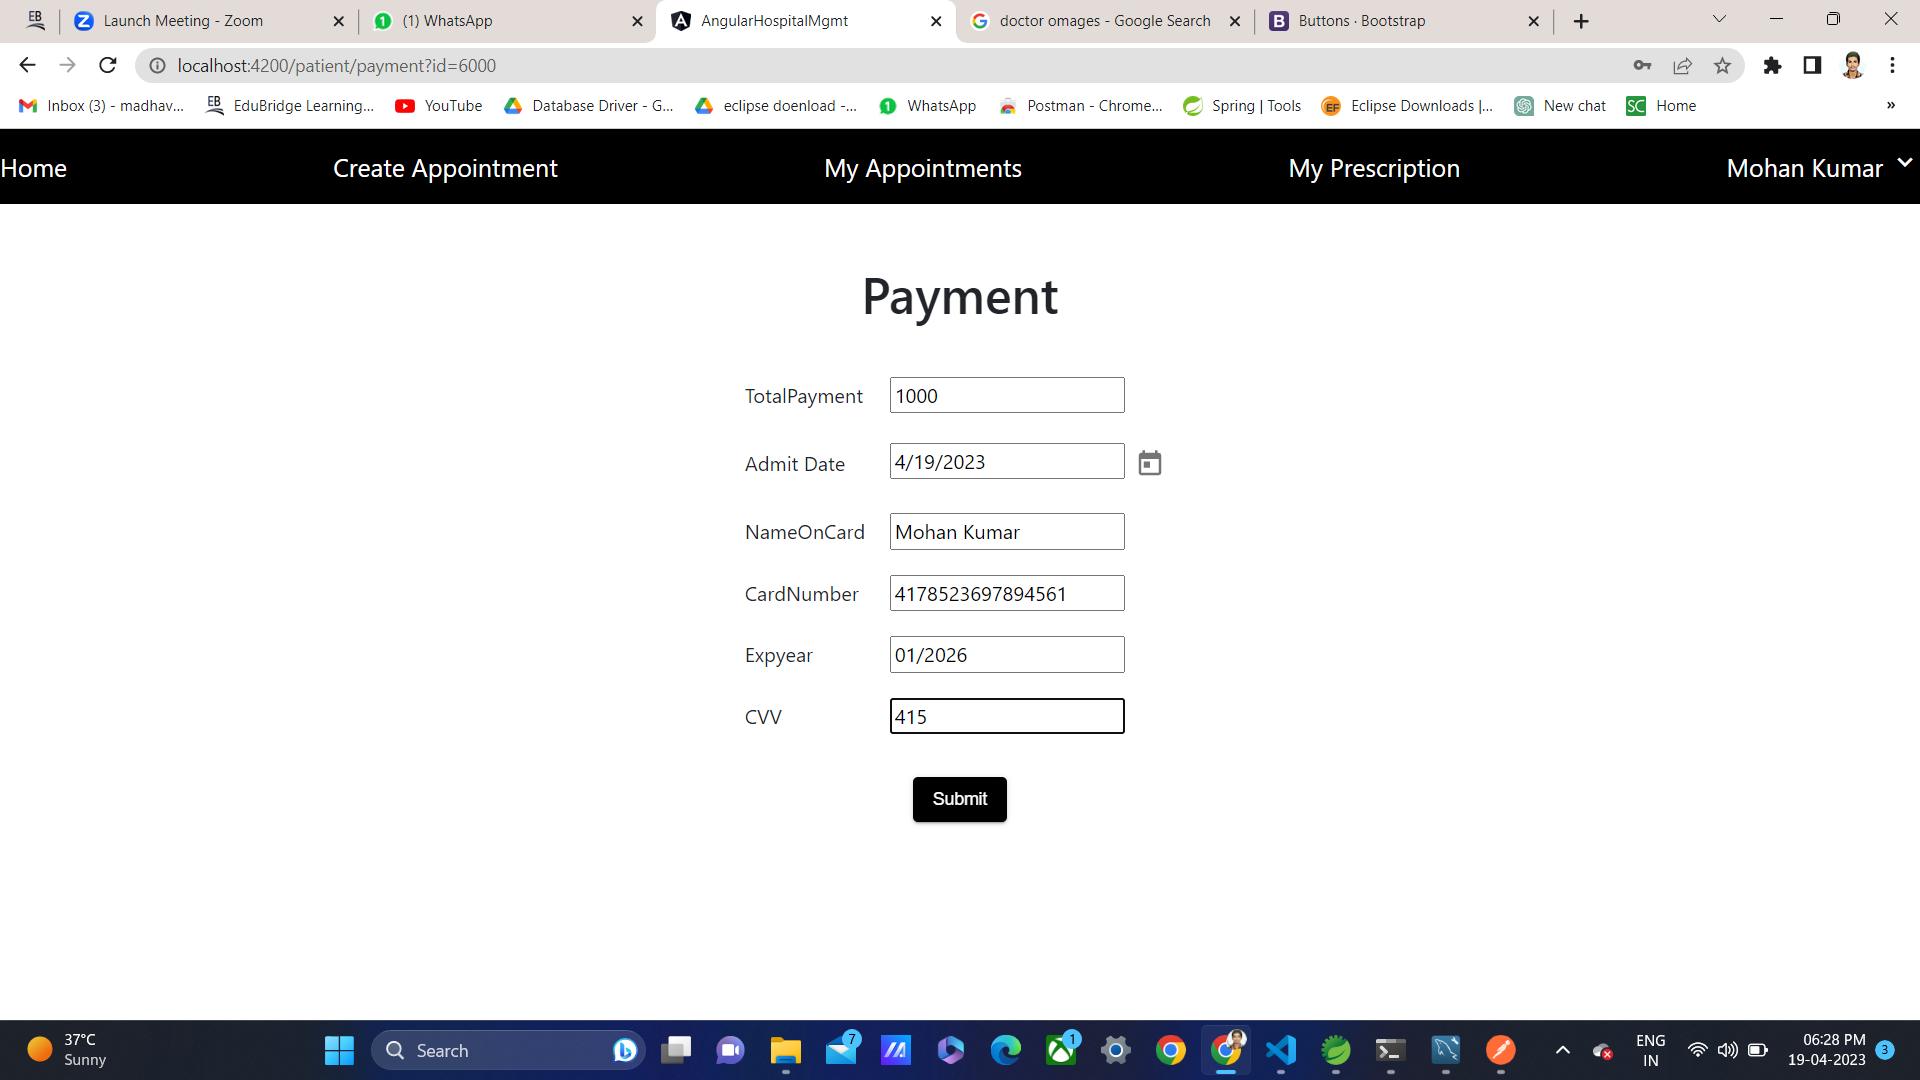 EB Launch Meeting - Zoom (1) WhatsApp AngularHospitalMgmt doctor omages - Google Search B Buttons · Bootstrap
localhost:4200/patient/payment?id=6000
Inbox (3) - madhav... EB EduBridge Learning... YouTube Database Driver - G... eclipse doenload -... 1 WhatsApp Postman - Chrome... Spring | Tools EF Eclipse Downloads |... New chat SC Home »
Home Create Appointment My Appointments My Prescription Mohan Kumar
Payment
TotalPayment 1000
Admit Date 4/19/2023
NameOnCard Mohan Kumar
CardNumber 4178523697894561
Expyear 01/2026
CVV 415
Submit
37°C
Sunny
Search
7
1
ENG
IN
06:28 PM
19-04-2023
3